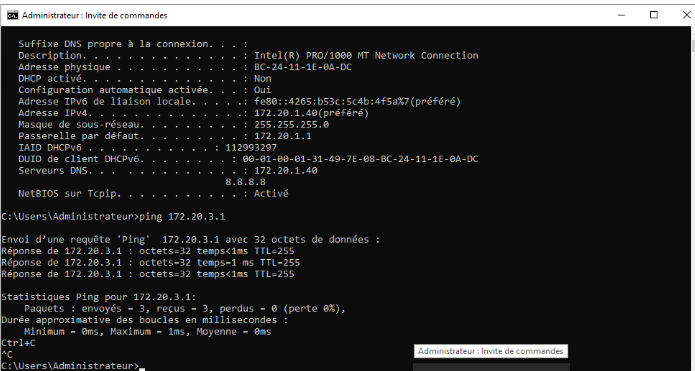 Administrateur : Invite de commandes
Suffixe DNS propre à la connexion. . . :
Description. . . . . . . . . . . . . . : Intel(R) PRO/1000 MT Network Connection
Adresse physique . . . . . . . . . . . : BC-24-11-1E-0A-DC
DHCP activé. . . . . . . . . . . . . . : Non
Configuration automatique activée. . . : Oui
Adresse IPv6 de liaison locale. . . . .: fe80::4265:b53c:5c4b:4f5a%7(préféré)
Adresse IPv4. . . . . . . . . . . . . .: 172.20.1.40(préféré)
Masque de sous-réseau. . . . . . . . . : 255.255.255.0
Passerelle par défaut. . . . . . . . . : 172.20.1.1
IAID DHCPv6 . . . . . . . . . . . : 112993297
DUID de client DHCPv6. . . . . . . . : 00-01-00-01-31-49-7E-08-BC-24-11-1E-0A-DC
Serveurs DNS. . . . . . . . . . . . . : 172.20.1.40
8.8.8.8
NetBIOS sur Tcpip. . . . . . . . . . . : Activé
C:\Users\Administrateur>ping 172.20.3.1
Envoi d'une requête 'Ping'  172.20.3.1 avec 32 octets de données :
Réponse de 172.20.3.1 : octets=32 temps<1ms TTL=255
Réponse de 172.20.3.1 : octets=32 temps=1 ms TTL=255
Réponse de 172.20.3.1 : octets=32 temps<1ms TTL=255
Statistiques Ping pour 172.20.3.1:
Paquets : envoyés = 3, reçus = 3, perdus = 0 (perte 0%),
Durée approximative des boucles en millisecondes :
Minimum = 0ms, Maximum = 1ms, Moyenne = 0ms
Ctrl+C
^C
C:\Users\Administrateur>
Administrateur : Invite de commandes